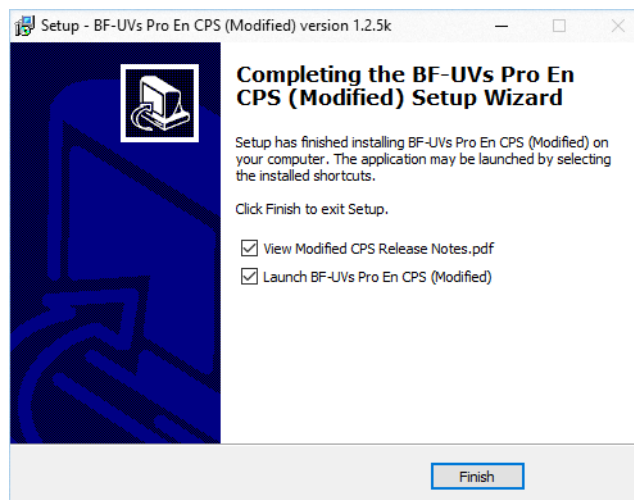 Setup - BF-UVs Pro En CPS (Modified) version 1.2.5k
Completing the BF-UVs Pro En
CPS (Modified) Setup Wizard
Setup has finished installing BF-UVs Pro En CPS (Modified) on
your computer. The application may be launched by selecting
the installed shortcuts.
Click Finish to exit Setup.
View Modified CPS Release Notes.pdf
Launch BF-UVs Pro En CPS (Modified)
Finish